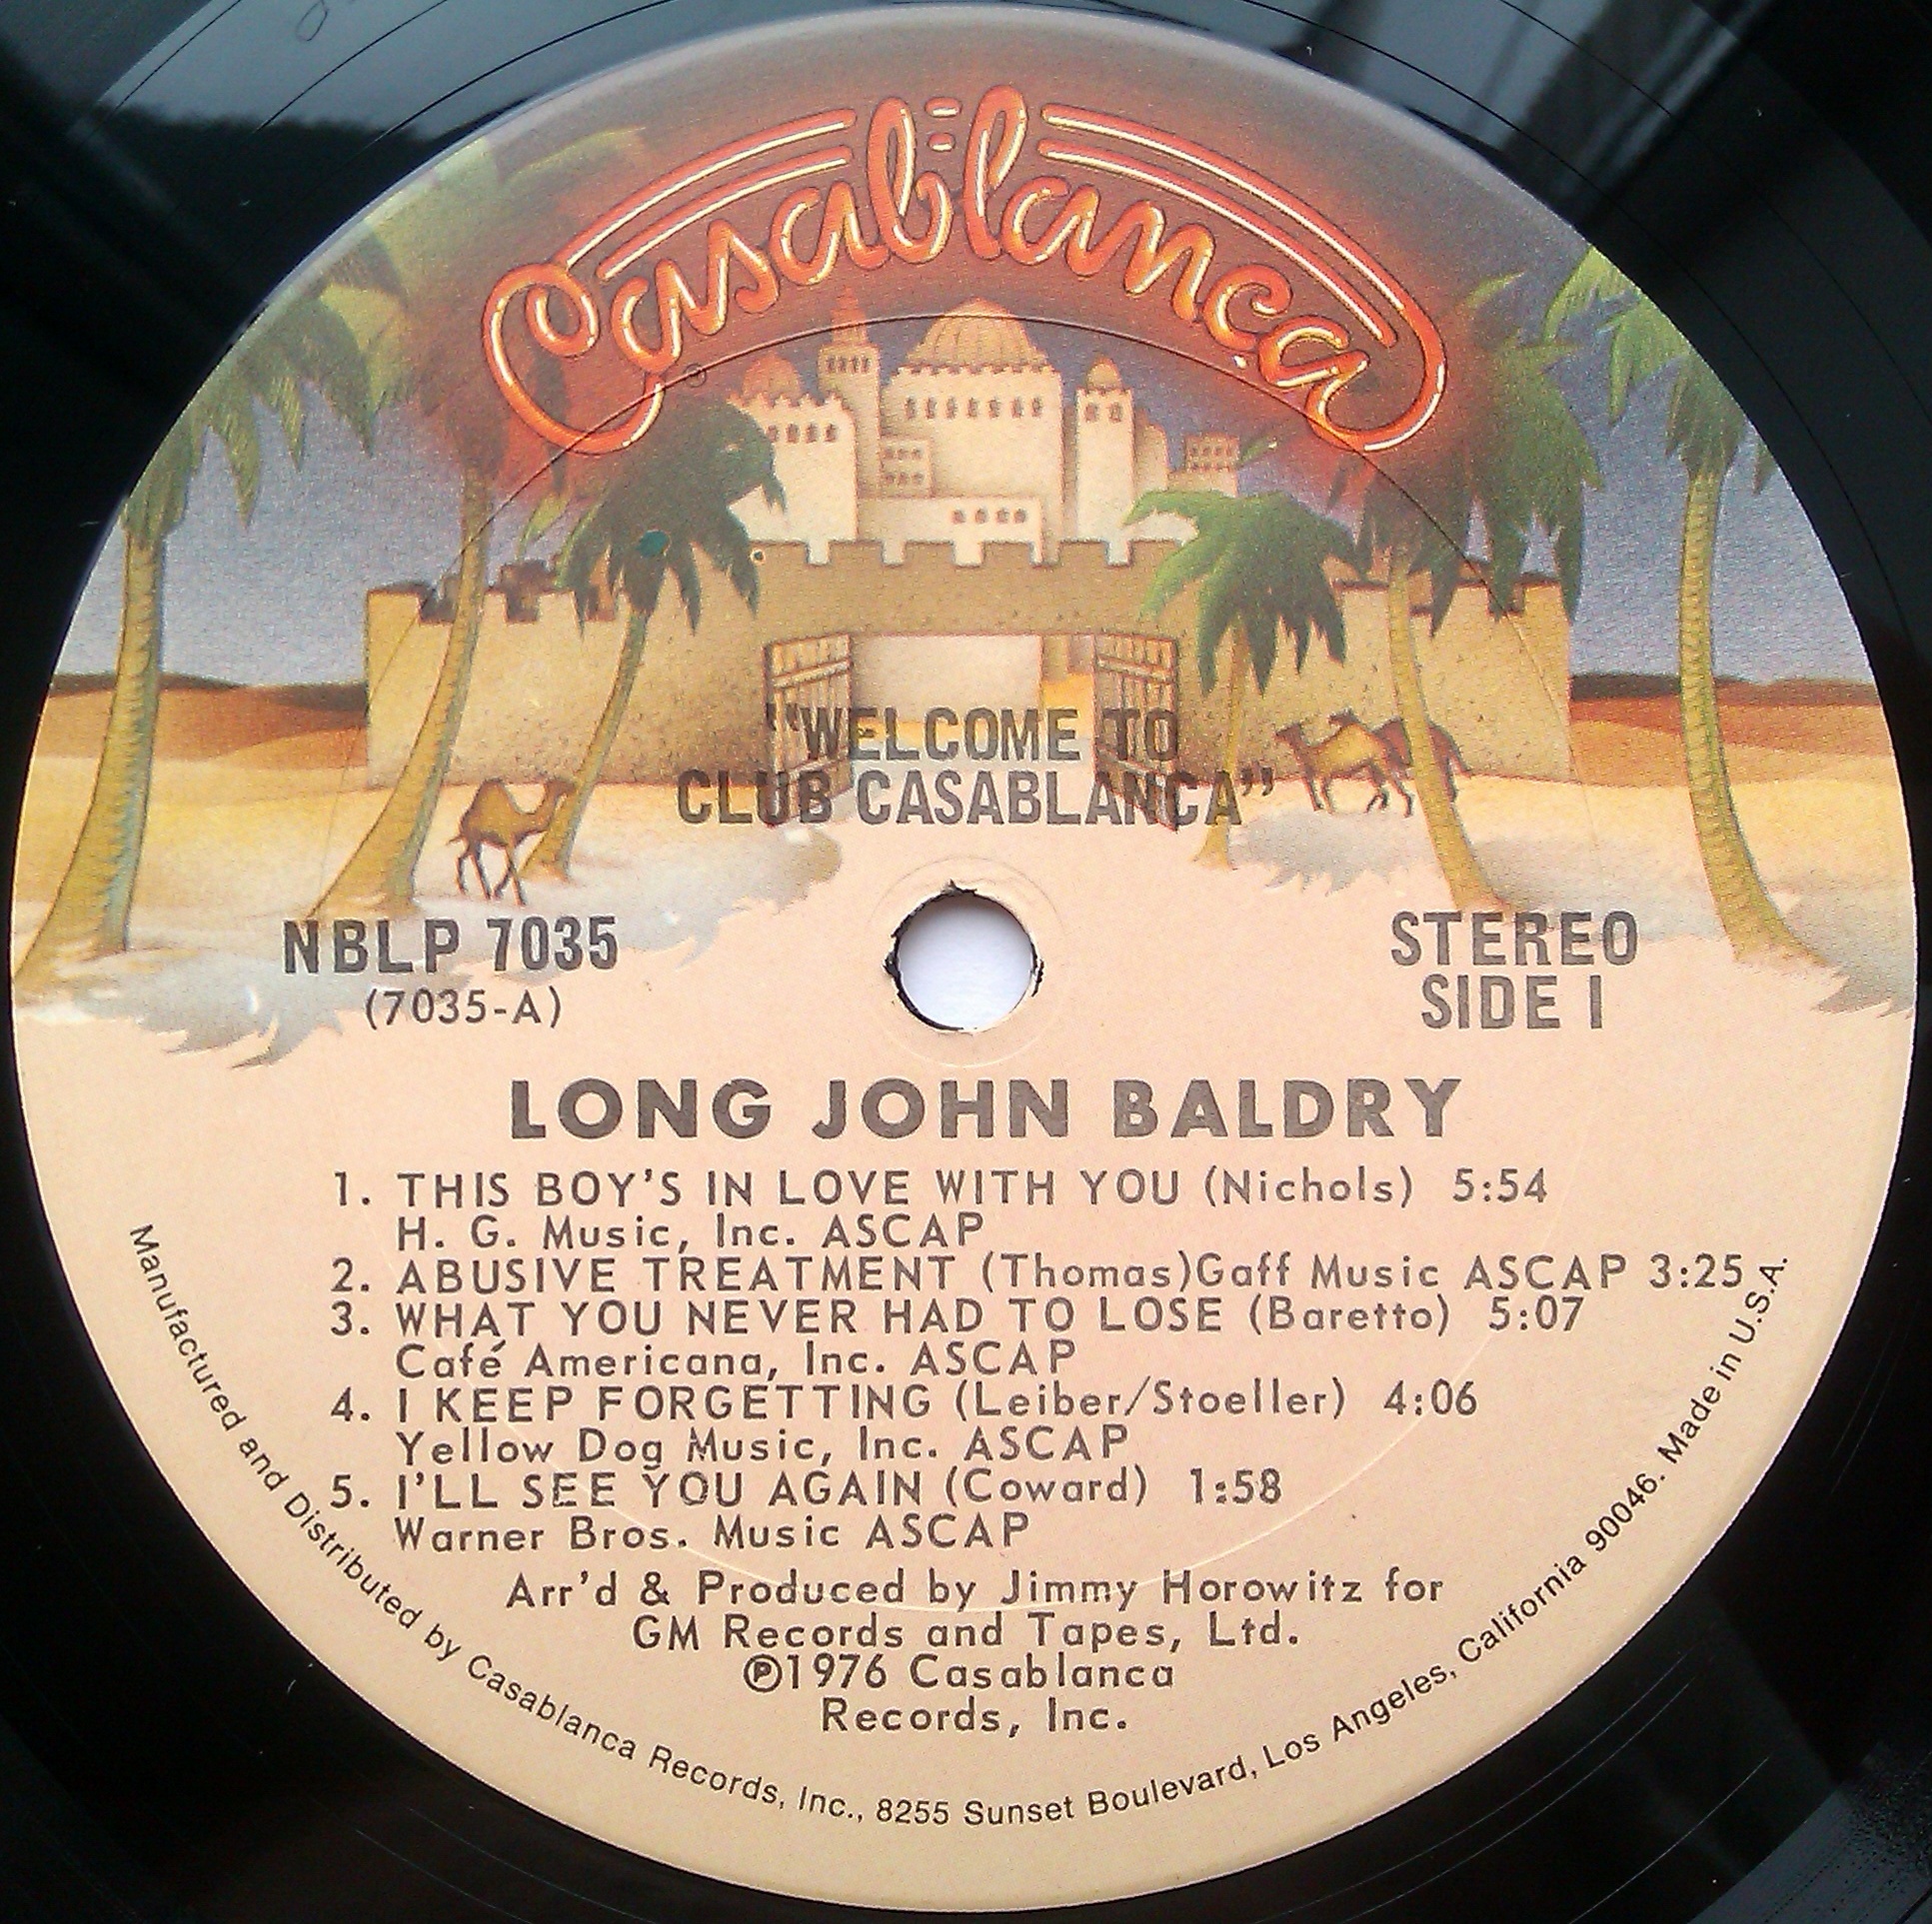 Casablanca
"WELCOME TO
CLUB CASABLANCA"
NBLP 7035
(7035-A)
STEREO
SIDE 1
LONG JOHN BALDRY
1. THIS BOY'S IN LOVE WITH YOU (Nichols) 5:54
H. G. Music, Inc. ASCAP
2. ABUSIVE TREATMENT (Thomas)Gaff Music ASCAP 3:25
3. WHAT YOU NEVER HAD TO LOSE (Baretto) 5:07
Café Americana, Inc. ASCAP
4. I KEEP FORGETTING (Leiber/Stoeller) 4:06
Yellow Dog Music, Inc. ASCAP
5. I'LL SEE YOU AGAIN (Coward) 1:58
Warner Bros. Music ASCAP
Arr'd & Produced by Jimmy Horowitz for
GM Records and Tapes, Ltd.
℗1976 Casablanca
Records, Inc.
Manufactured and Distributed by Casablanca Records, Inc., 8255 Sunset Boulevard, Los Angeles, California 90046. Made in U.S.A.